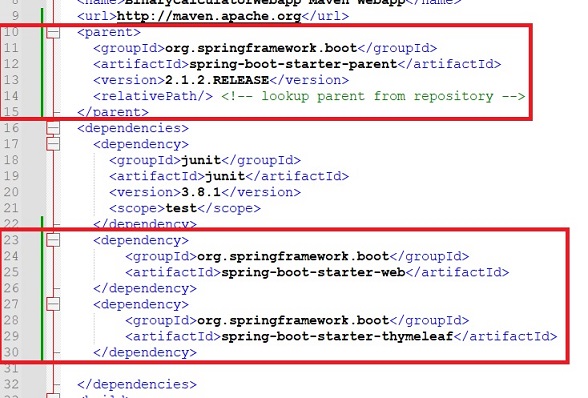 <name>BinaryCalculatorWebapp Maven Webapp</name>
9 <url>http://maven.apache.org</url>
10 <parent>
11 <groupId>org.springframework.boot</groupId>
12 <artifactId>spring-boot-starter-parent</artifactId>
13 <version>2.1.2.RELEASE</version>
14 <relativePath/> <!-- lookup parent from repository -->
15 </parent>
16 <dependencies>
17 <dependency>
18 <groupId>junit</groupId>
19 <artifactId>junit</artifactId>
20 <version>3.8.1</version>
21 <scope>test</scope>
22 </dependency>
23 <dependency>
24 <groupId>org.springframework.boot</groupId>
25 <artifactId>spring-boot-starter-web</artifactId>
26 </dependency>
27 <dependency>
28 <groupId>org.springframework.boot</groupId>
29 <artifactId>spring-boot-starter-thymeleaf</artifactId>
30 </dependency>
31
32 </dependencies>